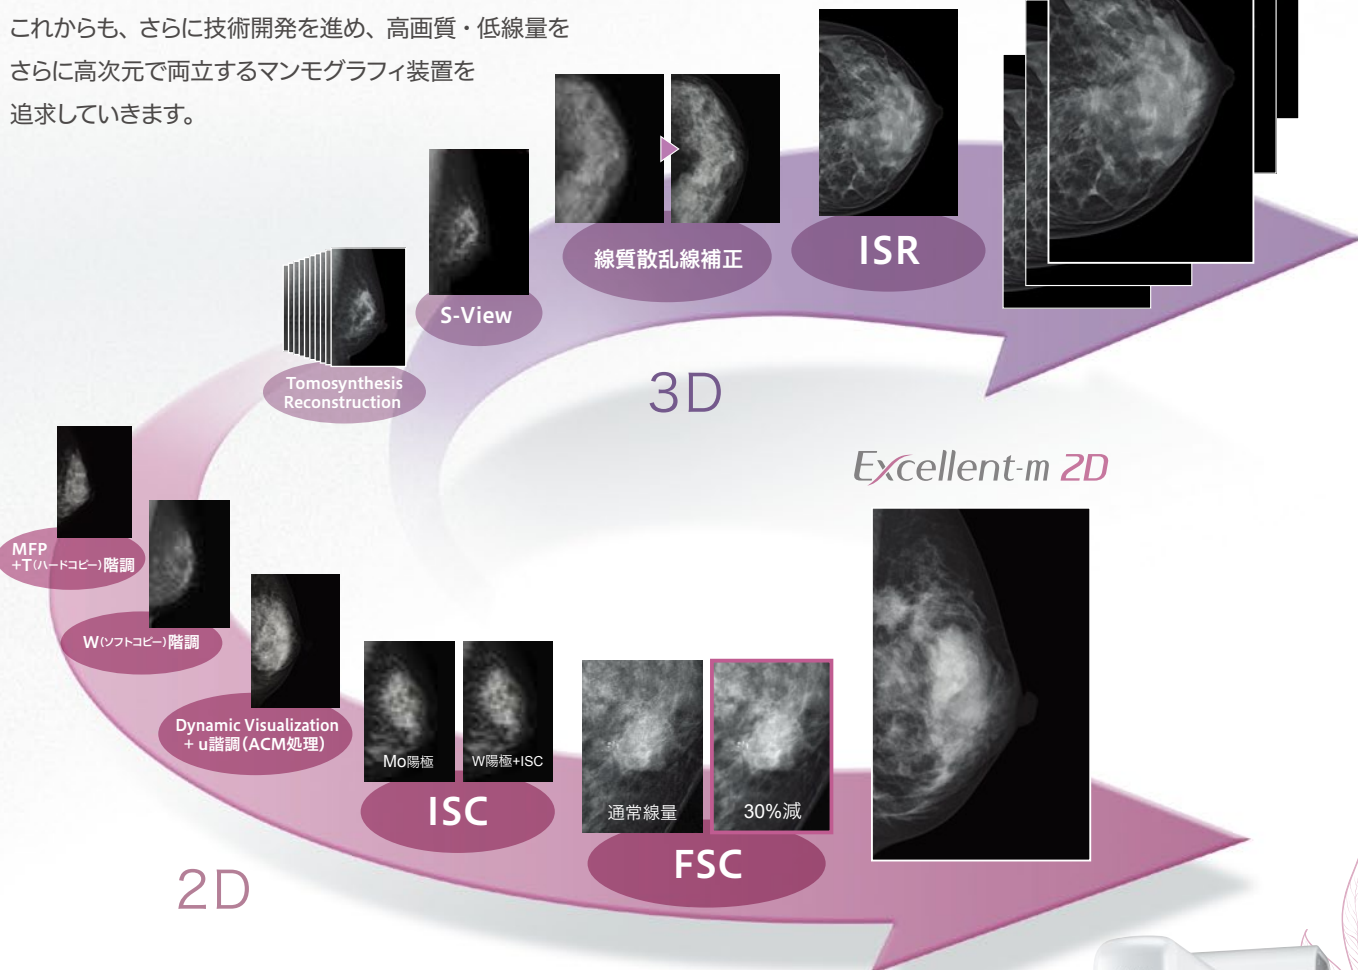 これからも、さらに技術開発を進め、高画質・低線量を
さらに高次元で両立するマンモグラフィ装置を
追求していきます。
ISR
線質散乱線補正
S-View
Tomosynthesis
Reconstruction
3D
Excellent-m 2D
MFP
+T(ハードコピー)階調
W(ソフトコピー)階調
Dynamic Visualization
+ u諧調(ACM処理)
Mo陽極
W陽極+ISC
ISC
通常線量
30%減
FSC
2D